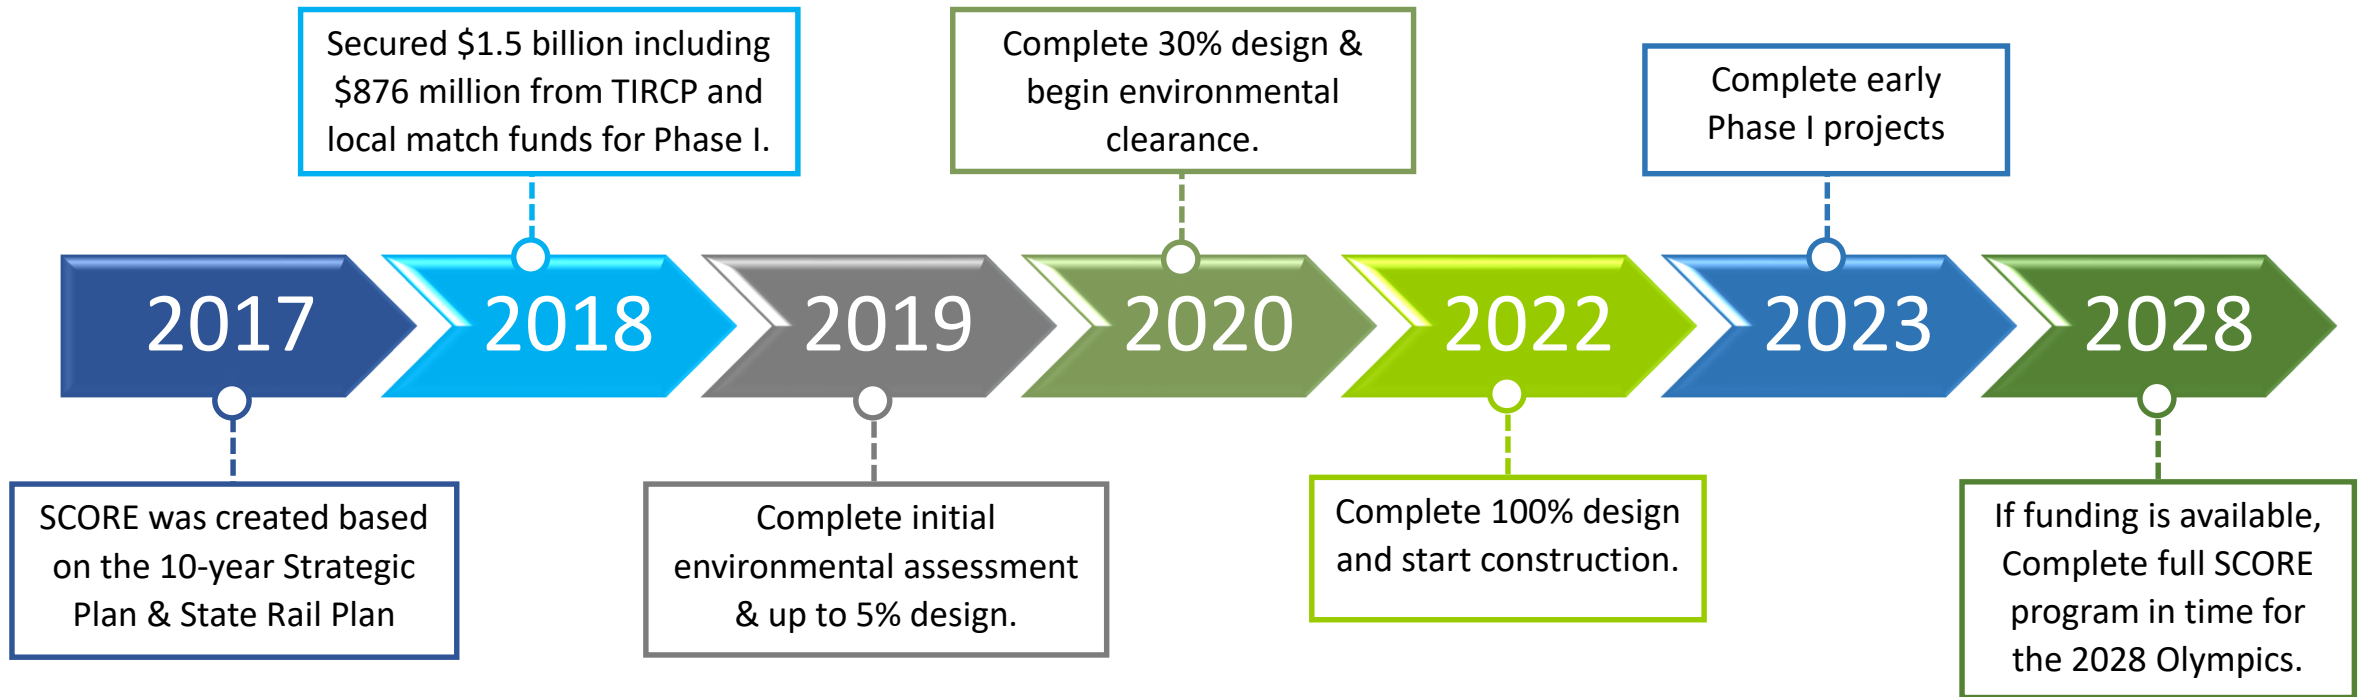 Secured $1.5 billion including
$876 million from TIRCP and
local match funds for Phase I.
Complete 30% design &
begin environmental
clearance.
Complete early
Phase I projects
2017
2018
2019
2020
2022
2023
2028
SCORE was created based
on the 10-year Strategic
Plan & State Rail Plan
Complete initial
environmental assessment
& up to 5% design.
Complete 100% design
and start construction.
If funding is available,
Complete full SCORE
program in time for
the 2028 Olympics.